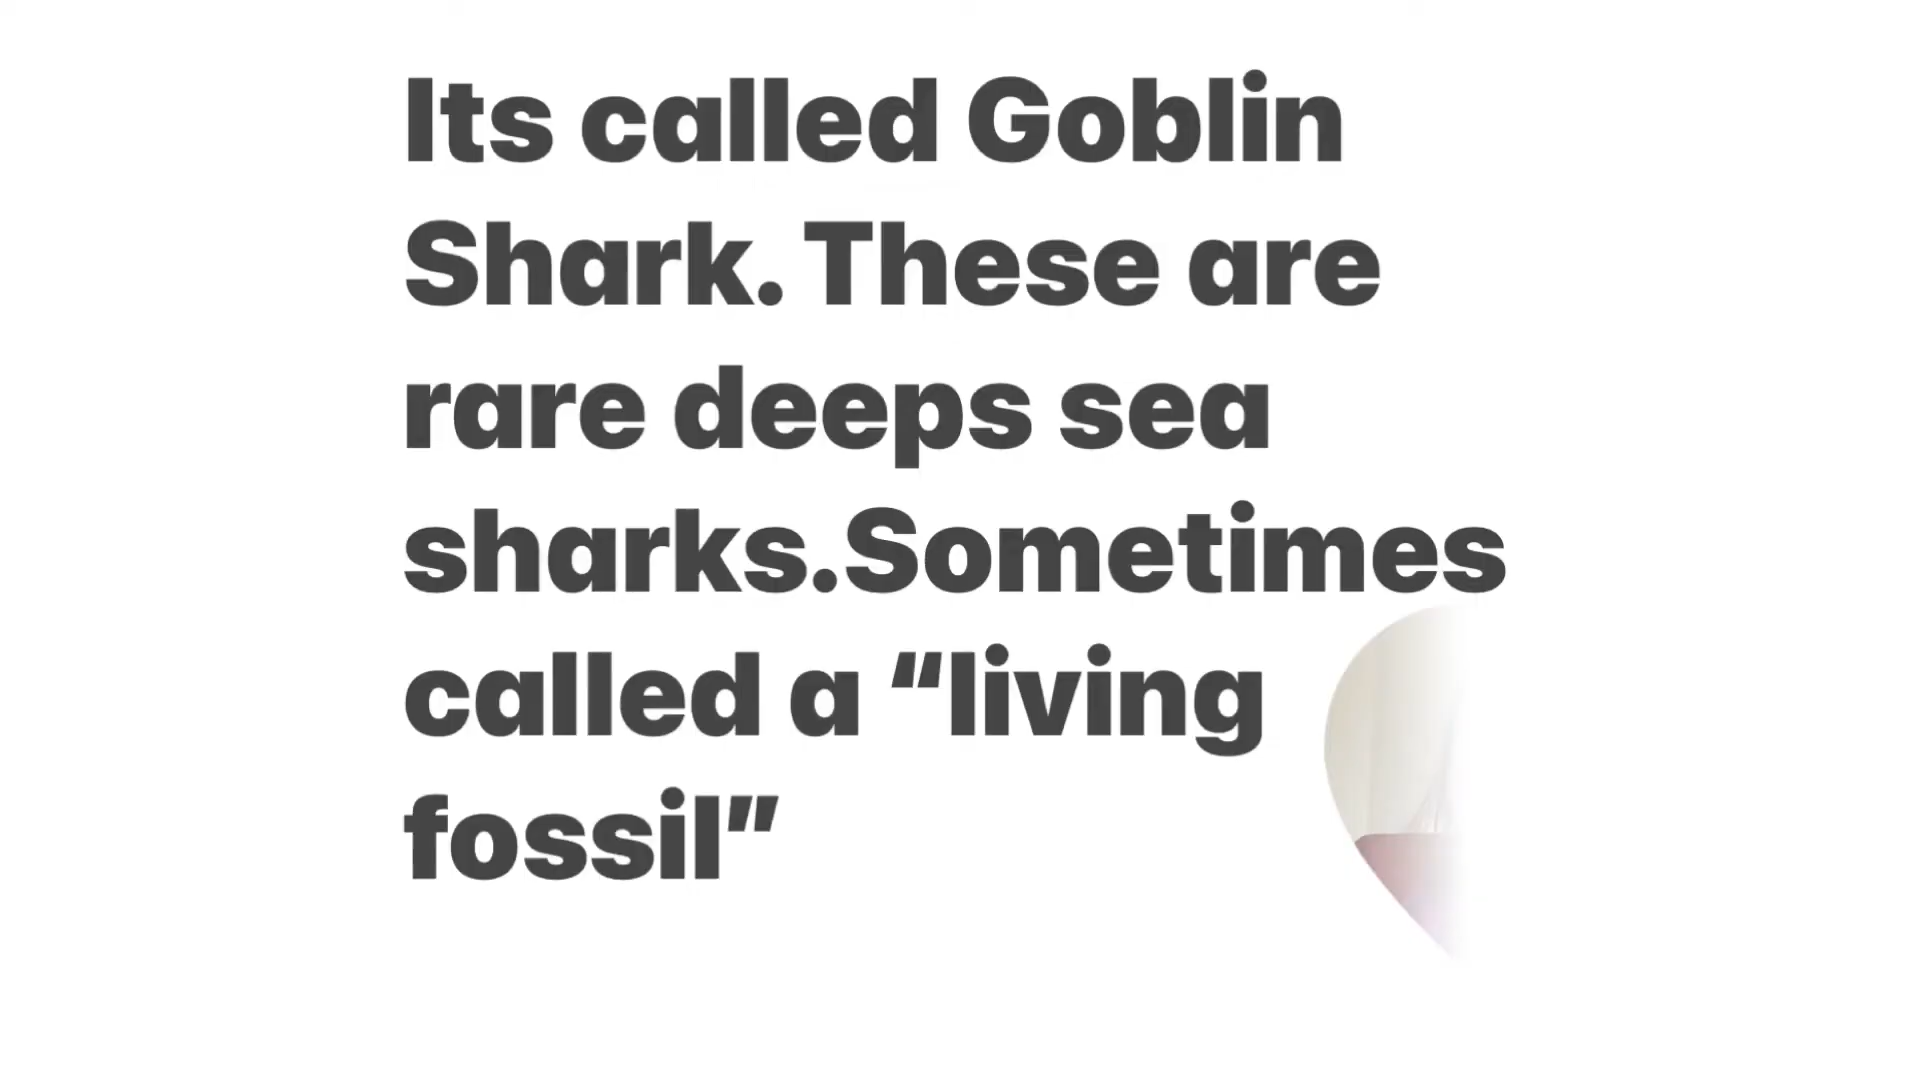 Its called Goblin
Shark. These are
rare deeps sea
sharks.Sometimes
called a “living
fossil”